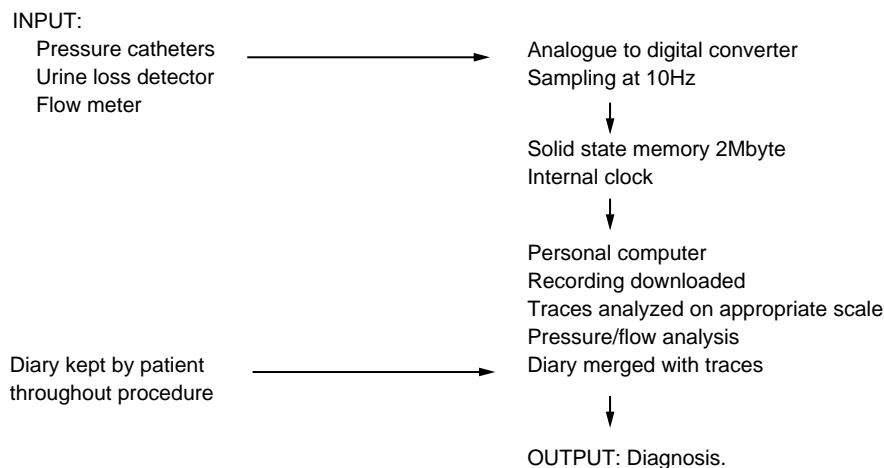 INPUT:
Pressure catheters
Urine loss detector
Flow meter
Analogue to digital converter
Sampling at 10Hz
Solid state memory 2Mbyte
Internal clock
Personal computer
Recording downloaded
Traces analyzed on appropriate scale
Pressure/flow analysis
Diary merged with traces
Diary kept by patient
throughout procedure
OUTPUT: Diagnosis.